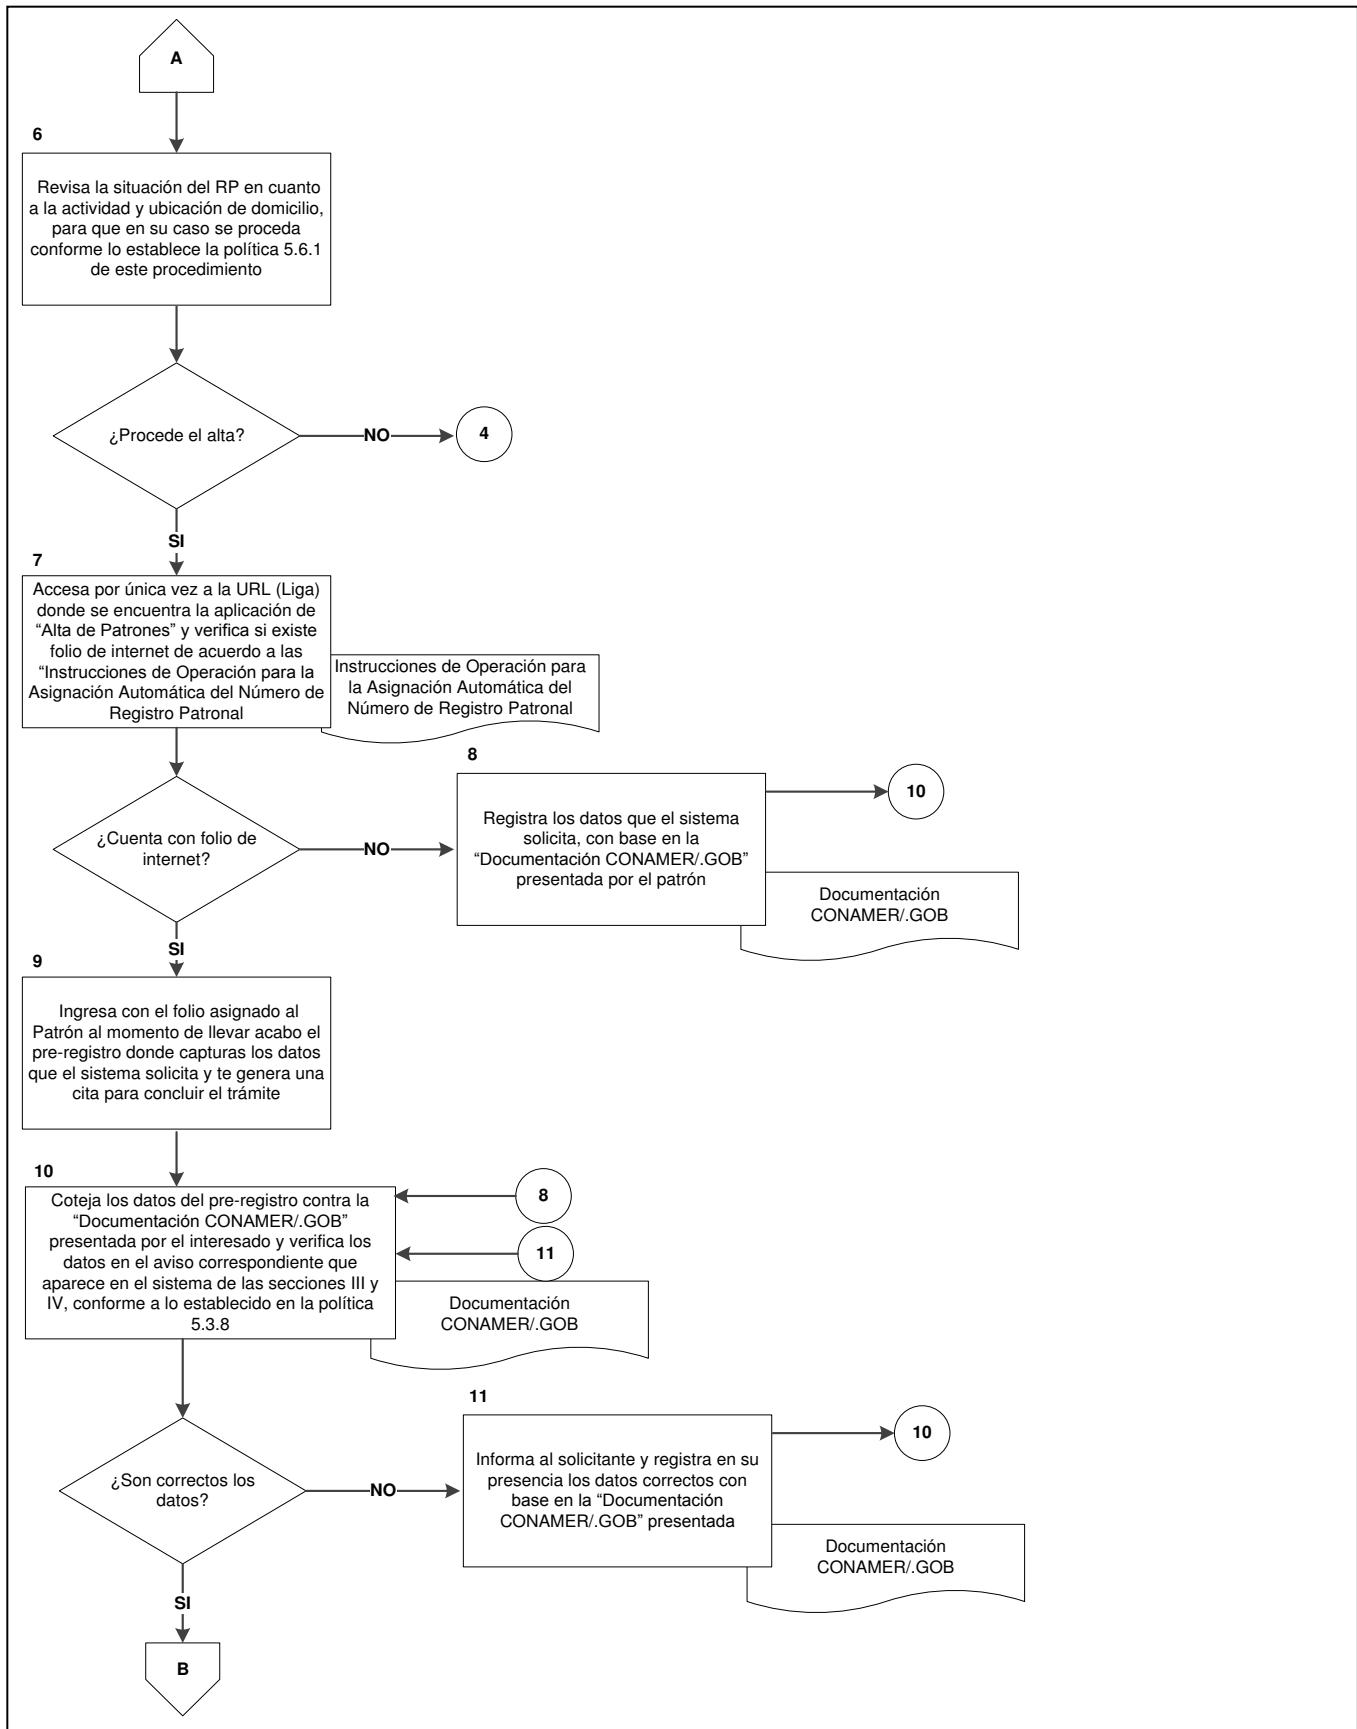 A
6
Revisa la situación del RP en cuanto
a la actividad y ubicación de domicilio,
para que en su caso se proceda
conforme lo establece la política 5.6.1
de este procedimiento
¿Procede el alta?
NO
4
SI
7
Accesa por única vez a la URL (Liga)
donde se encuentra la aplicación de
“Alta de Patrones” y verifica si existe
folio de internet de acuerdo a las
“Instrucciones de Operación para la
Asignación Automática del Número de
Registro Patronal
Instrucciones de Operación para
la Asignación Automática del
Número de Registro Patronal
¿Cuenta con folio de
internet?
NO
8
Registra los datos que el sistema
solicita, con base en la
“Documentación CONAMER/.GOB”
presentada por el patrón
10
Documentación
CONAMER/.GOB
SI
9
Ingresa con el folio asignado al
Patrón al momento de llevar acabo el
pre-registro donde capturas los datos
que el sistema solicita y te genera una
cita para concluir el trámite
10
Coteja los datos del pre-registro contra la
“Documentación CONAMER/.GOB”
presentada por el interesado y verifica los
datos en el aviso correspondiente que
aparece en el sistema de las secciones III y
IV, conforme a lo establecido en la política
5.3.8
8
11
Documentación
CONAMER/.GOB
¿Son correctos los
datos?
NO
11
Informa al solicitante y registra en su
presencia los datos correctos con
base en la “Documentación
CONAMER/.GOB” presentada
10
Documentación
CONAMER/.GOB
SI
B